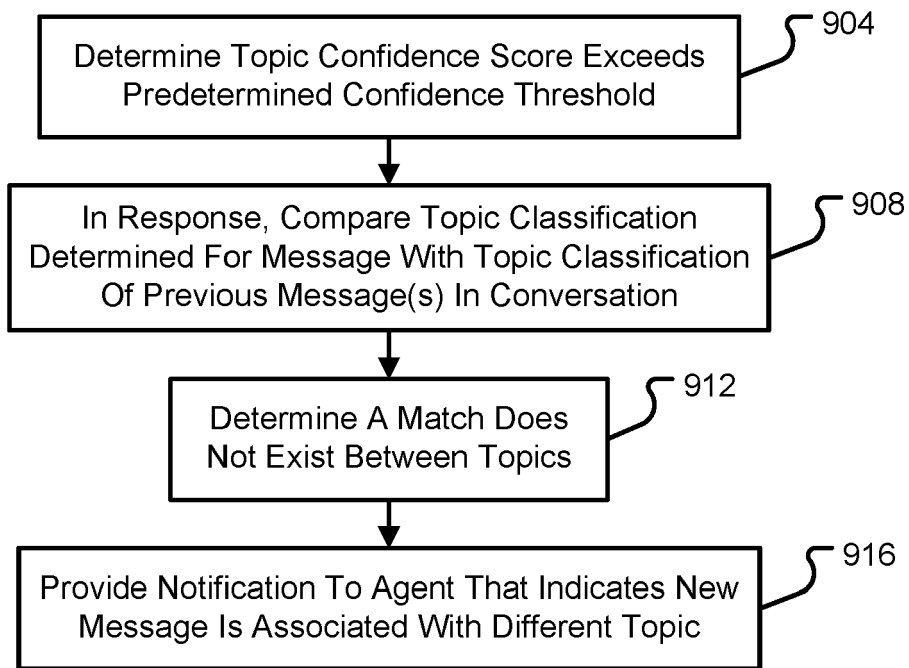 904
Determine Topic Confidence Score Exceeds
Predetermined Confidence Threshold
908
In Response, Compare Topic Classification
Determined For Message With Topic Classification
Of Previous Message(s) In Conversation
912
Determine A Match Does
Not Exist Between Topics
916
Provide Notification To Agent That Indicates New
Message Is Associated With Different Topic